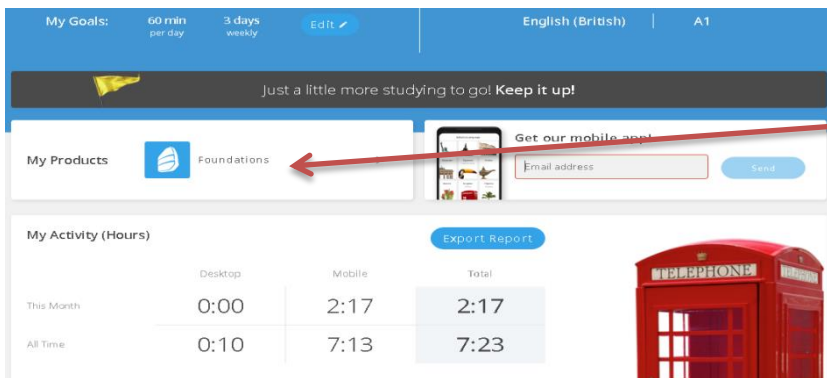 My Goals: 60 min 3 days Edit English (British) | A1
per day weekly
Just a little more studying to go! Keep it up!
Get our mobile app!
My Products Foundations Email address Send
My Activity (Hours) Export Report
Desktop Mobile Total
TELEPHONE
This Month 0:00 2:17 2:17
All Time 0:10 7:13 7:23